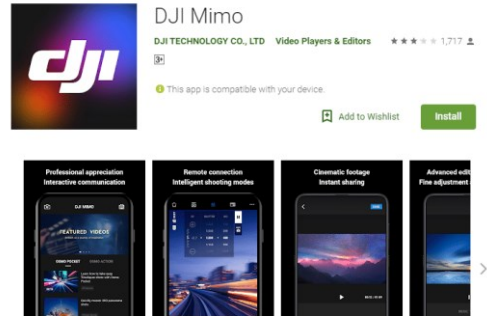 dji
DJI Mimo
DJI TECHNOLOGY CO., LTD Video Players & Editors 1,717
3+
This app is compatible with your device.
Add to Wishlist Install
Professional appreciation
Interactive communication
Remote connection
Intelligent shooting modes
Cinematic footage
Instant sharing
Advanced edit
Fine adjustment
DJI MIMO
FEATURED VIDEOS